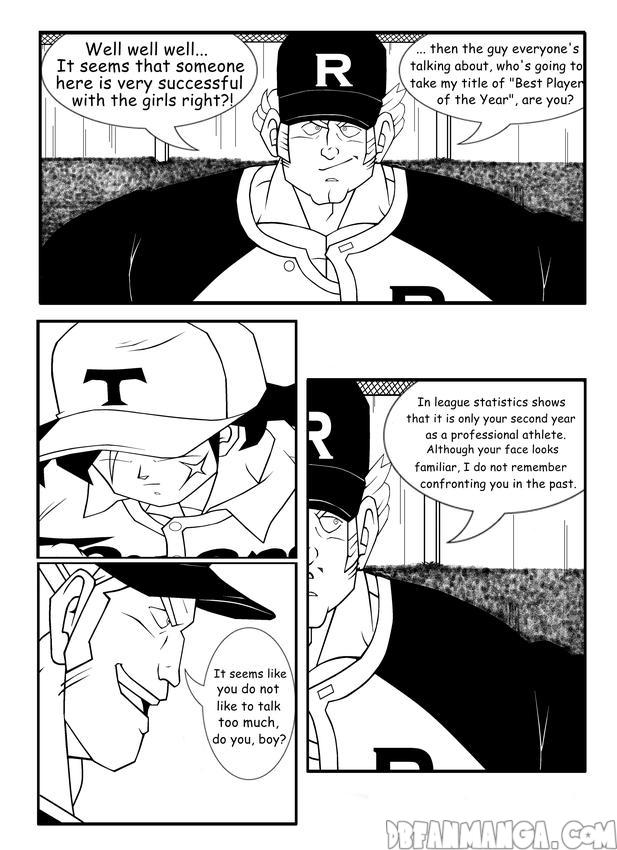 Well well well...
It seems that someone
here is very successful
with the girls right?!
... then the guy everyone's
talking about, who's going to
take my title of "Best Player
of the Year", are you?
R
R
T
In league statistics shows
that it is only your second year
as a professional athlete.
Although your face looks
familiar, I do not remember
confronting you in the past.
R
R
It seems like
you do not
like to talk
too much,
do you, boy?
DBFANMANGA.COM